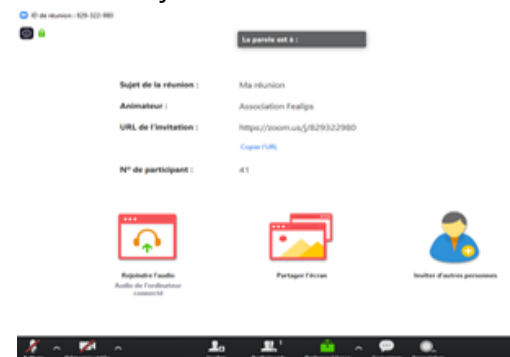 ID de réunion : 829-322-980
La parole est à :
Sujet de la réunion : Ma réunion
Animateur : Association Fealips
URL de l'invitation : https://zoom.us/j/829322980
Copier l'URL
N° de participant : 41
Rejoindre l'audio
Audio de l'ordinateur
connecté
Partager l'écran
Inviter d'autres personnes
1